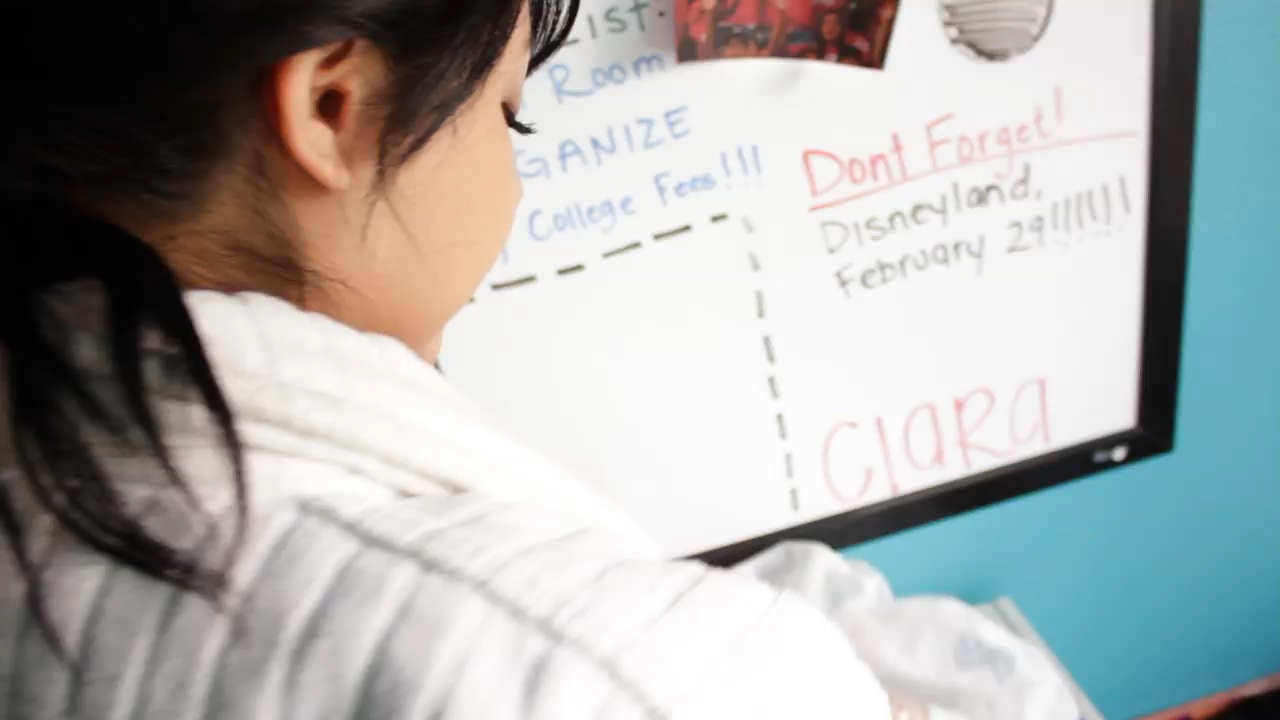 List.
Room
GANIZE
College Fees!!!
Dont Forget!
Disneyland,
February 29!!!!!!!
ClaRa